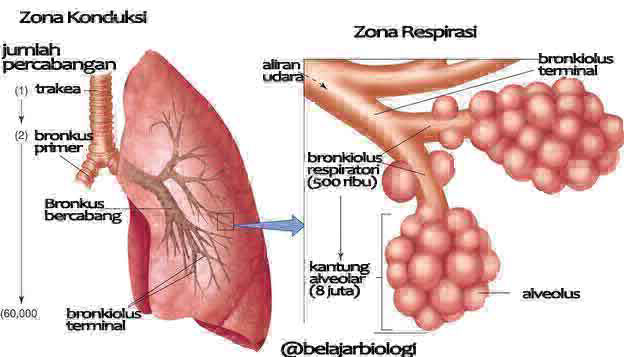 Zona Konduksi
jumlah
percabangan
(1) trakea
(2) bronkus
primer
Bronkus
bercabang
(60,000
bronkiolus
terminal
Zona Respirasi
aliran
udara
bronkiolus
terminal
bronkiolus
respiratori
(500 ribu)
kantung
alveolar
(8 juta)
alveolus
@belajarbiologi